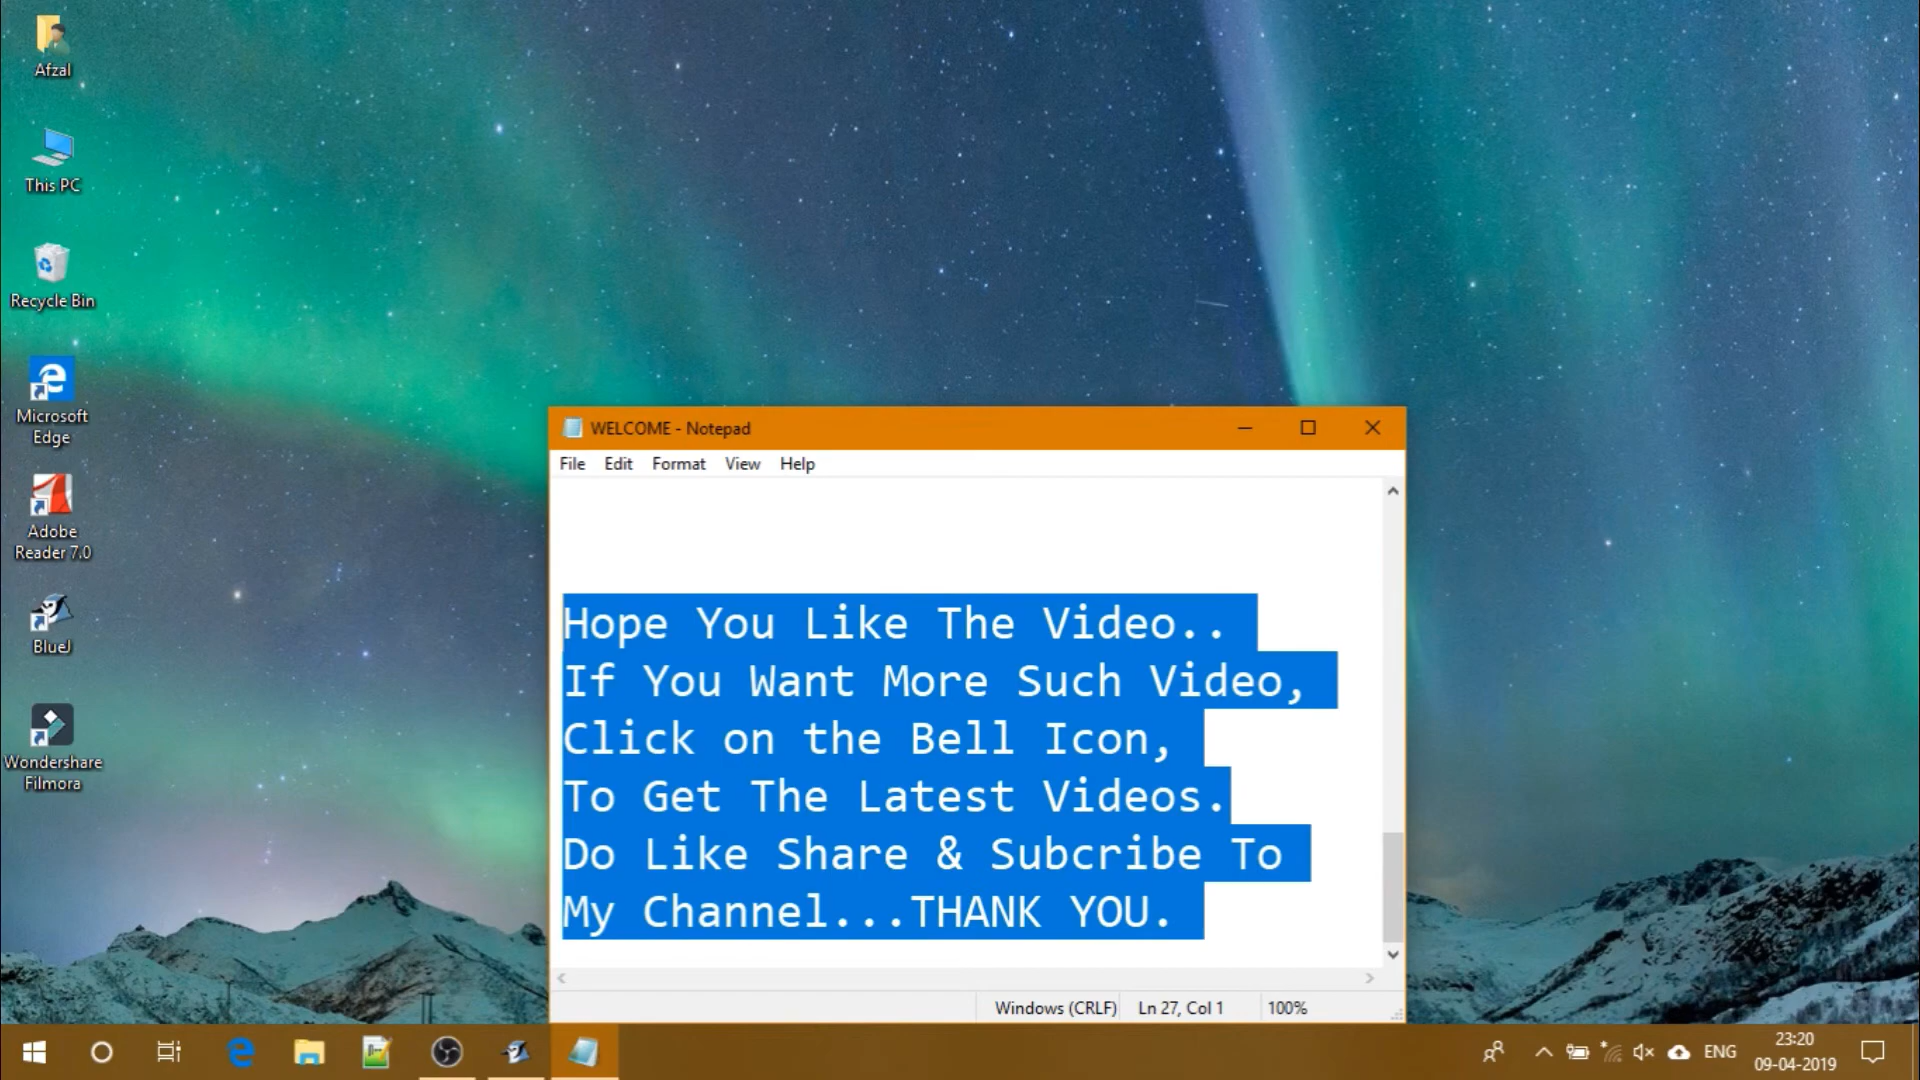 Afzal
This PC
Recycle Bin
Microsoft
Edge
Adobe
Reader 7.0
BlueJ
Wondershare
Filmora
WELCOME - Notepad
File Edit Format View Help
Hope You Like The Video..
If You Want More Such Video,
Click on the Bell Icon,
To Get The Latest Videos.
Do Like Share & Subcribe To
My Channel...THANK YOU.
Windows (CRLF) Ln 27, Col 1 100%
ENG
23:20
09-04-2019